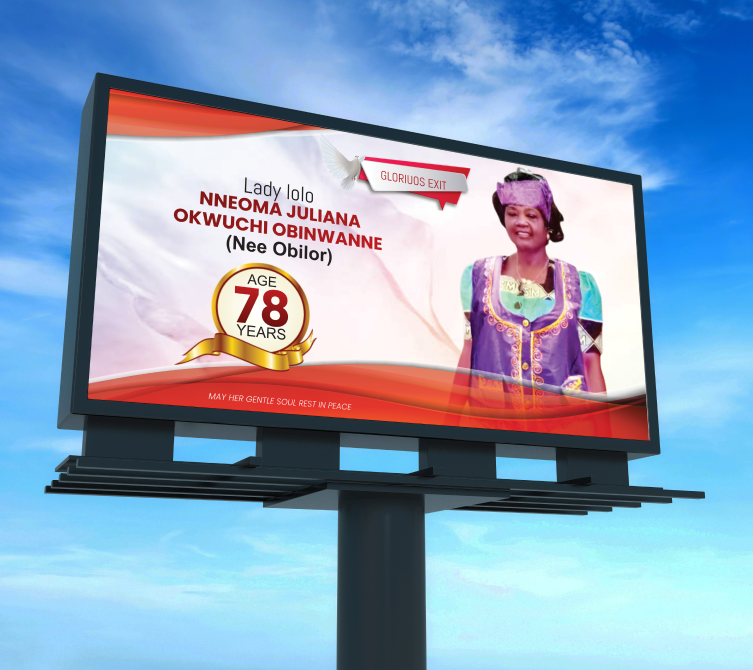 GLORIUOS EXIT
Lady lolo
NNEOMA JULIANA
OKWUCHI OBINWANNE
(Nee Obilor)
AGE
78
YEARS
MAY HER GENTLE SOUL REST IN PEACE